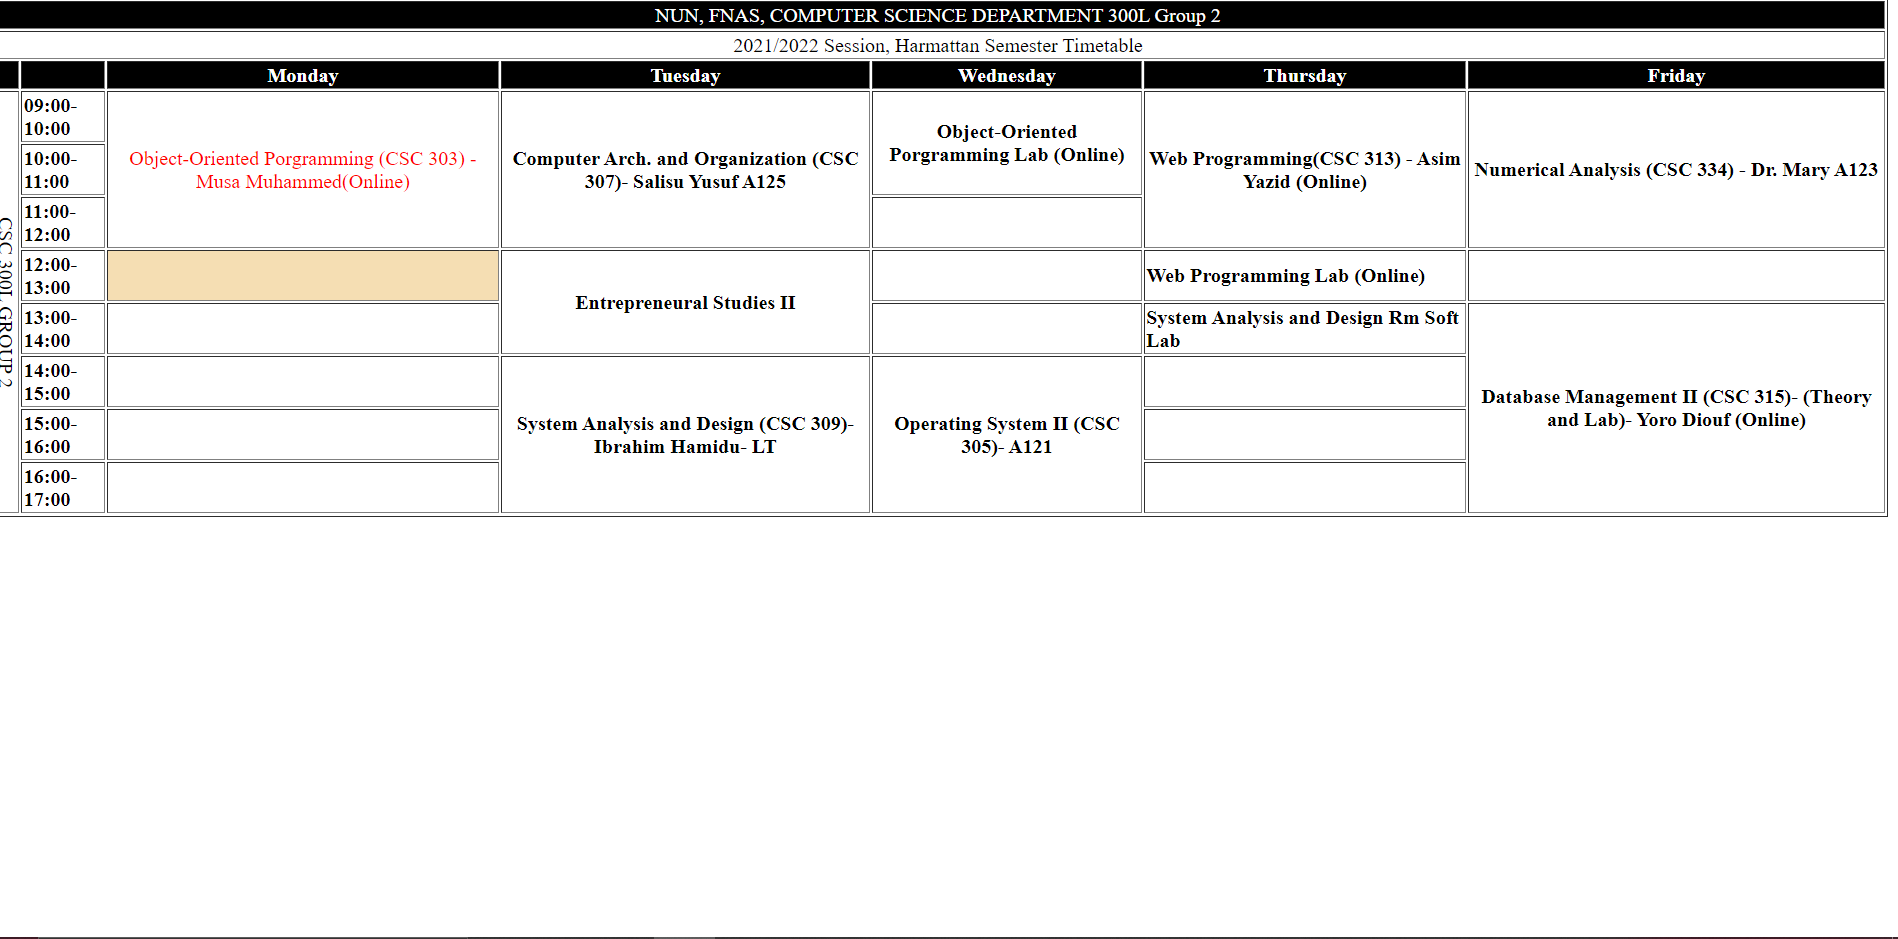 NUN, FNAS, COMPUTER SCIENCE DEPARTMENT 300L Group 2
2021/2022 Session, Harmattan Semester Timetable
Monday
Tuesday
Wednesday
Thursday
Friday
CSC 300L GROUP 2
09:00-
10:00
Object-Oriented Porgramming (CSC 303) -
Musa Muhammed(Online)
Computer Arch. and Organization (CSC
307)- Salisu Yusuf A125
Object-Oriented
Porgramming Lab (Online)
Web Programming(CSC 313) - Asim
Yazid (Online)
Numerical Analysis (CSC 334) - Dr. Mary A123
10:00-
11:00
11:00-
12:00
12:00-
13:00
Entrepreneural Studies II
Web Programming Lab (Online)
13:00-
14:00
System Analysis and Design Rm Soft
Lab
Database Management II (CSC 315)- (Theory
and Lab)- Yoro Diouf (Online)
14:00-
15:00
System Analysis and Design (CSC 309)-
Ibrahim Hamidu- LT
Operating System II (CSC
305)- A121
15:00-
16:00
16:00-
17:00